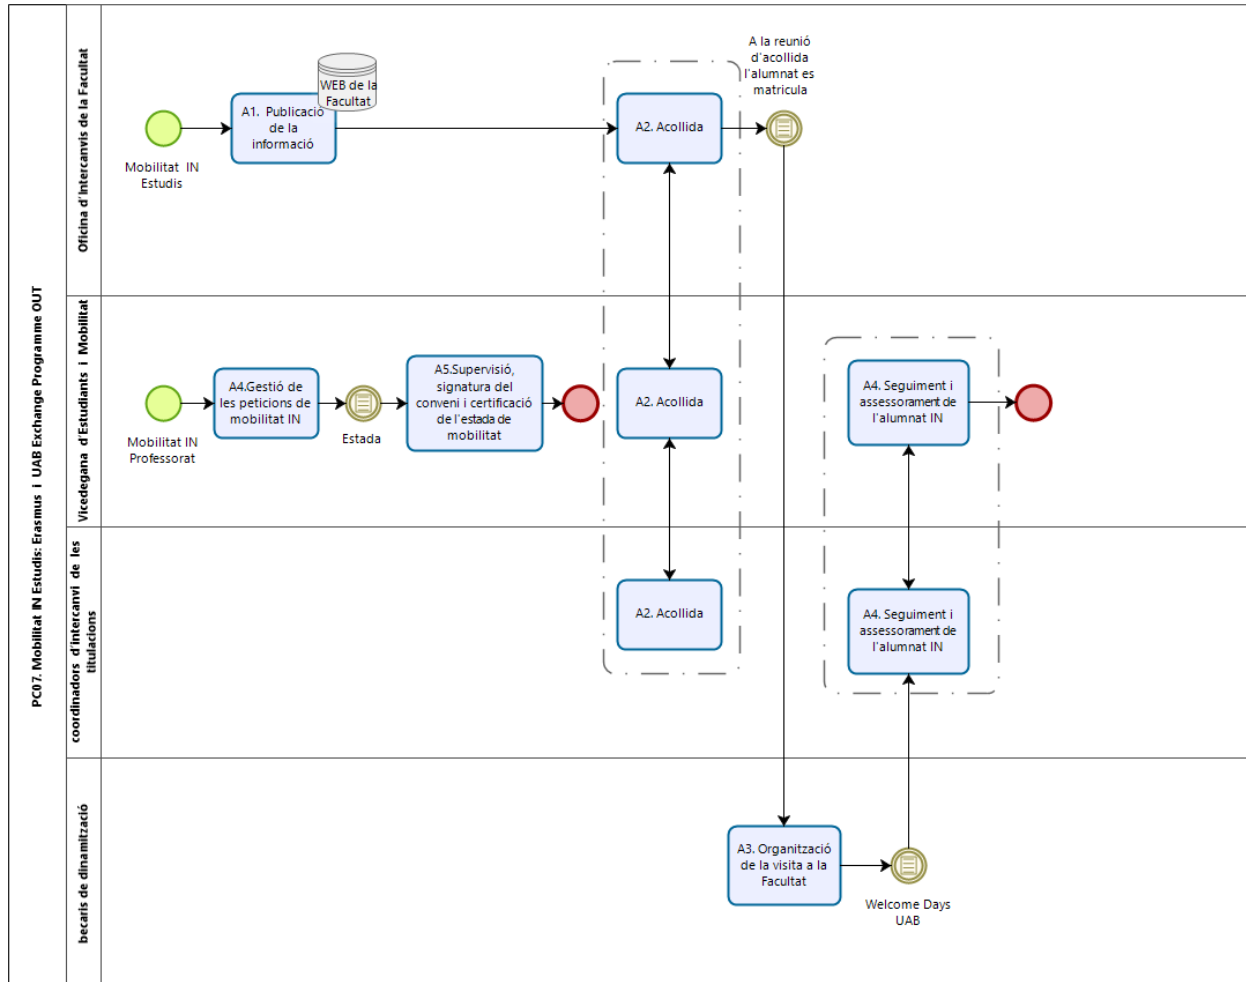 PC07. Mobilitat IN Estudis: Erasmus i UAB Exchange Programme OUT
Oficina d'Intercanvis de la Facultat
Mobilitat IN
Estudis
A1. Publicació
de la
informació
WEB de la
Facultat
A2. Acollida
A la reunió
d'acollida
l'alumnat es
matricula
Vicedegana d'Estudiants i Mobilitat
Mobilitat IN
Professorat
A4.Gestió de
les peticions de
mobilitat IN
Estada
A5.Supervisió,
signatura del
conveni i certificació
de l'estada de
mobilitat
A2. Acollida
A4. Seguiment i
assessorament de
l'alumnat IN
coordinadors d'intercanvi de les
titulacions
A2. Acollida
A4. Seguiment i
assessorament de
l'alumnat IN
becaris de dinamització
A3. Organització
de la visita a la
Facultat
Welcome Days
UAB